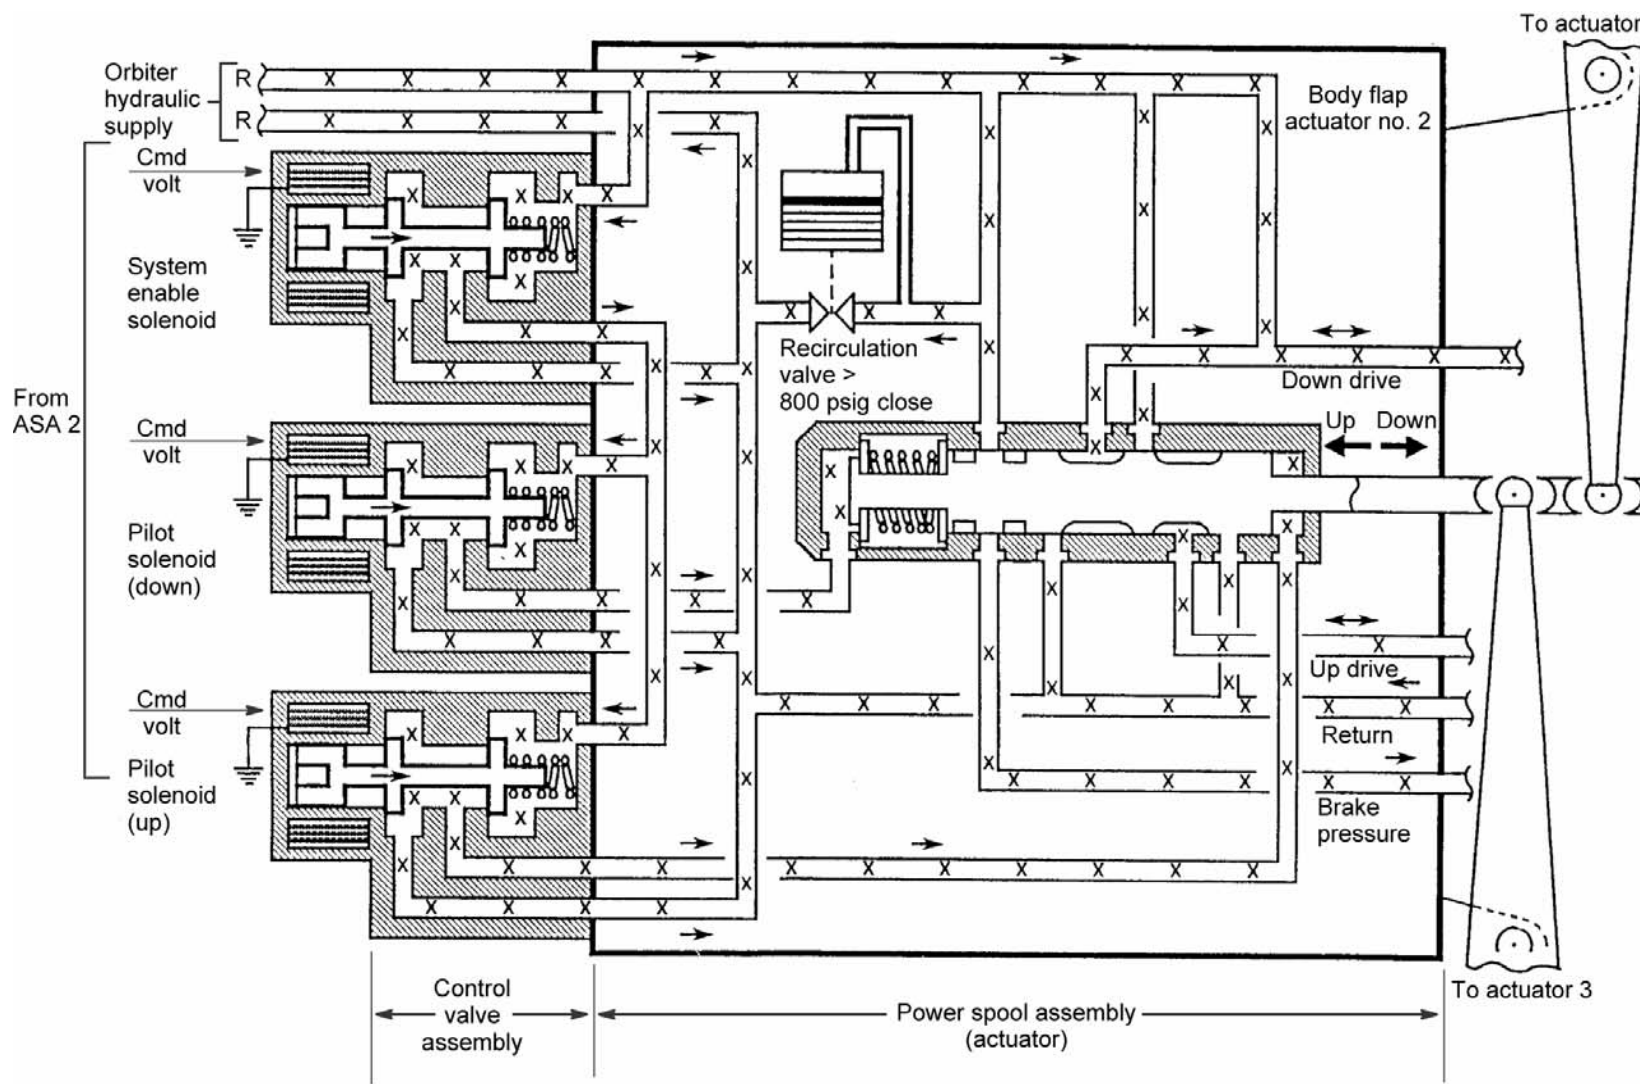 To actuator
Orbiter
hydraulic
supply
R
R
Body flap
actuator no. 2
Cmd
volt
System
enable
solenoid
Recirculation
valve >
800 psig close
Down drive
From
ASA 2
Up Down
Cmd
volt
Pilot
solenoid
(down)
Up drive
Cmd
volt
Return
Pilot
solenoid
(up)
Brake
pressure
To actuator 3
Control
valve
assembly
Power spool assembly
(actuator)